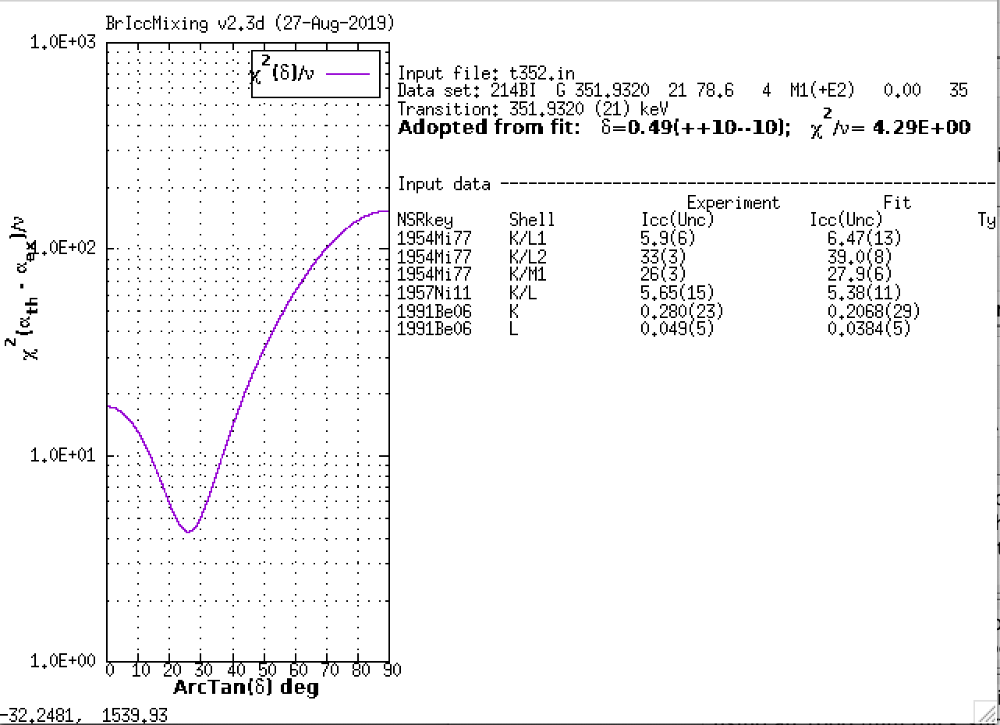 BrIccMixing v2.3d (27-Aug-2019)
1.0E+03
χ²(δ)/ν
Input file: t352.in
Data set: 214BI G 351.9320 21 78.6 4 M1(+E2) 0.00 35
Transition: 351.9320 (21) keV
Adopted from fit: δ=0.49(++10--10); χ²/ν= 4.29E+00
Input data --------------------------------------------------
Experiment Fit
NSRkey Shell Icc(Unc) Icc(Unc) Ty
1954Mi77 K/L1 5.9(6) 6.47(13)
1954Mi77 K/L2 33(3) 39.0(8)
1954Mi77 K/M1 26(3) 27.9(6)
1957Ni11 K/L 5.65(15) 5.38(11)
1991Be06 K 0.280(23) 0.2068(29)
1991Be06 L 0.049(5) 0.0384(5)
χ²(αth - αex)/ν
1.0E+02
1.0E+01
1.0E+00
0 10 20 30 40 50 60 70 80 90
ArcTan(δ) deg
-32.2481, 1539.93